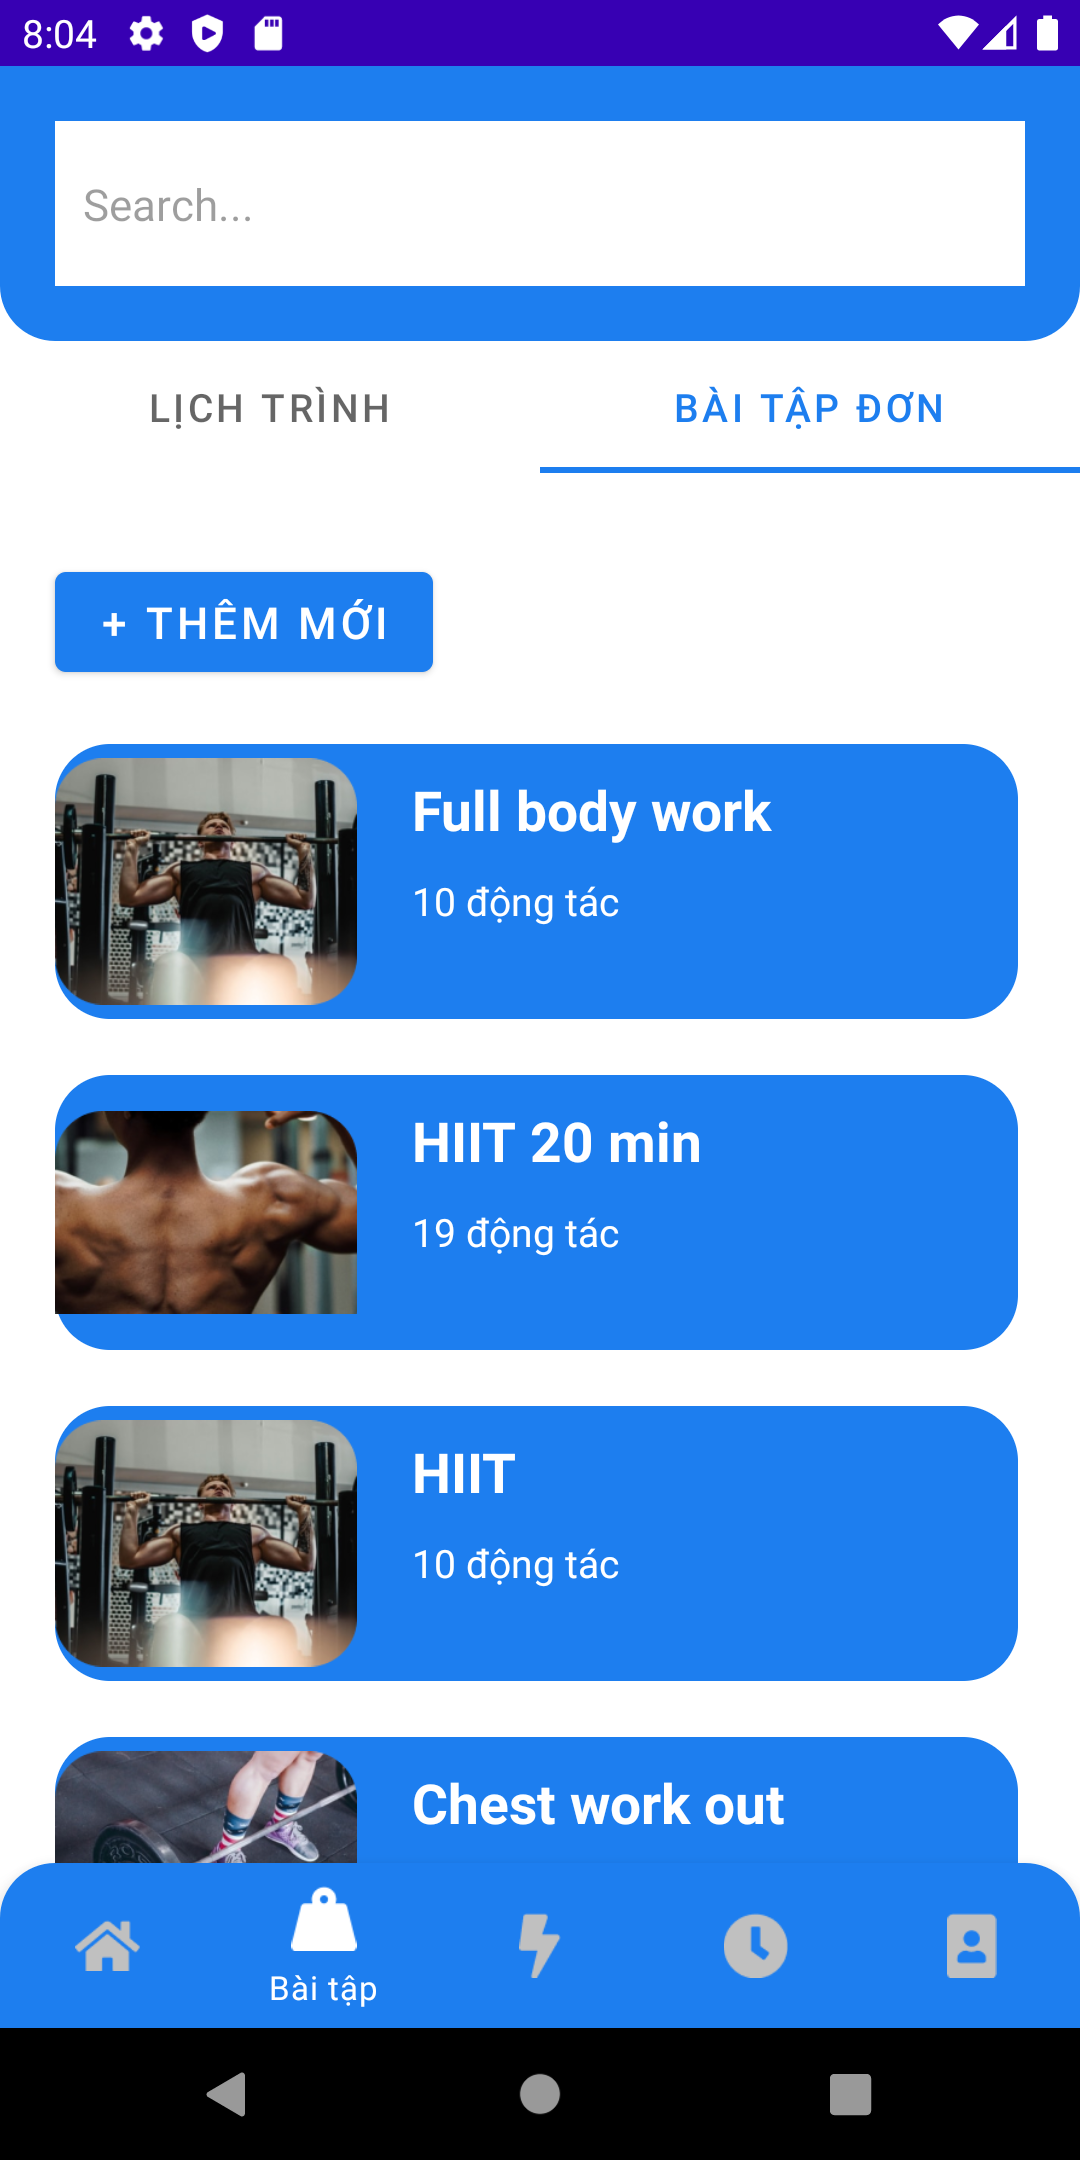 8:04
Search...
LỊCH TRÌNH
BÀI TẬP ĐƠN
+ THÊM MỚI
Full body work
10 động tác
HIIT 20 min
19 động tác
HIIT
10 động tác
Chest work out
Bài tập